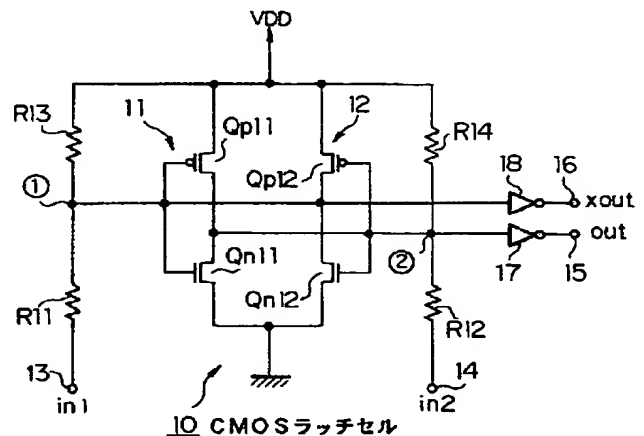 VDD
R13
11
Qp11
12
Qp12
R14
①
18
16
xout
out
17
15
②
Qn11
Qn12
R11
R12
13
in1
14
in2
10 CMOSラッチセル